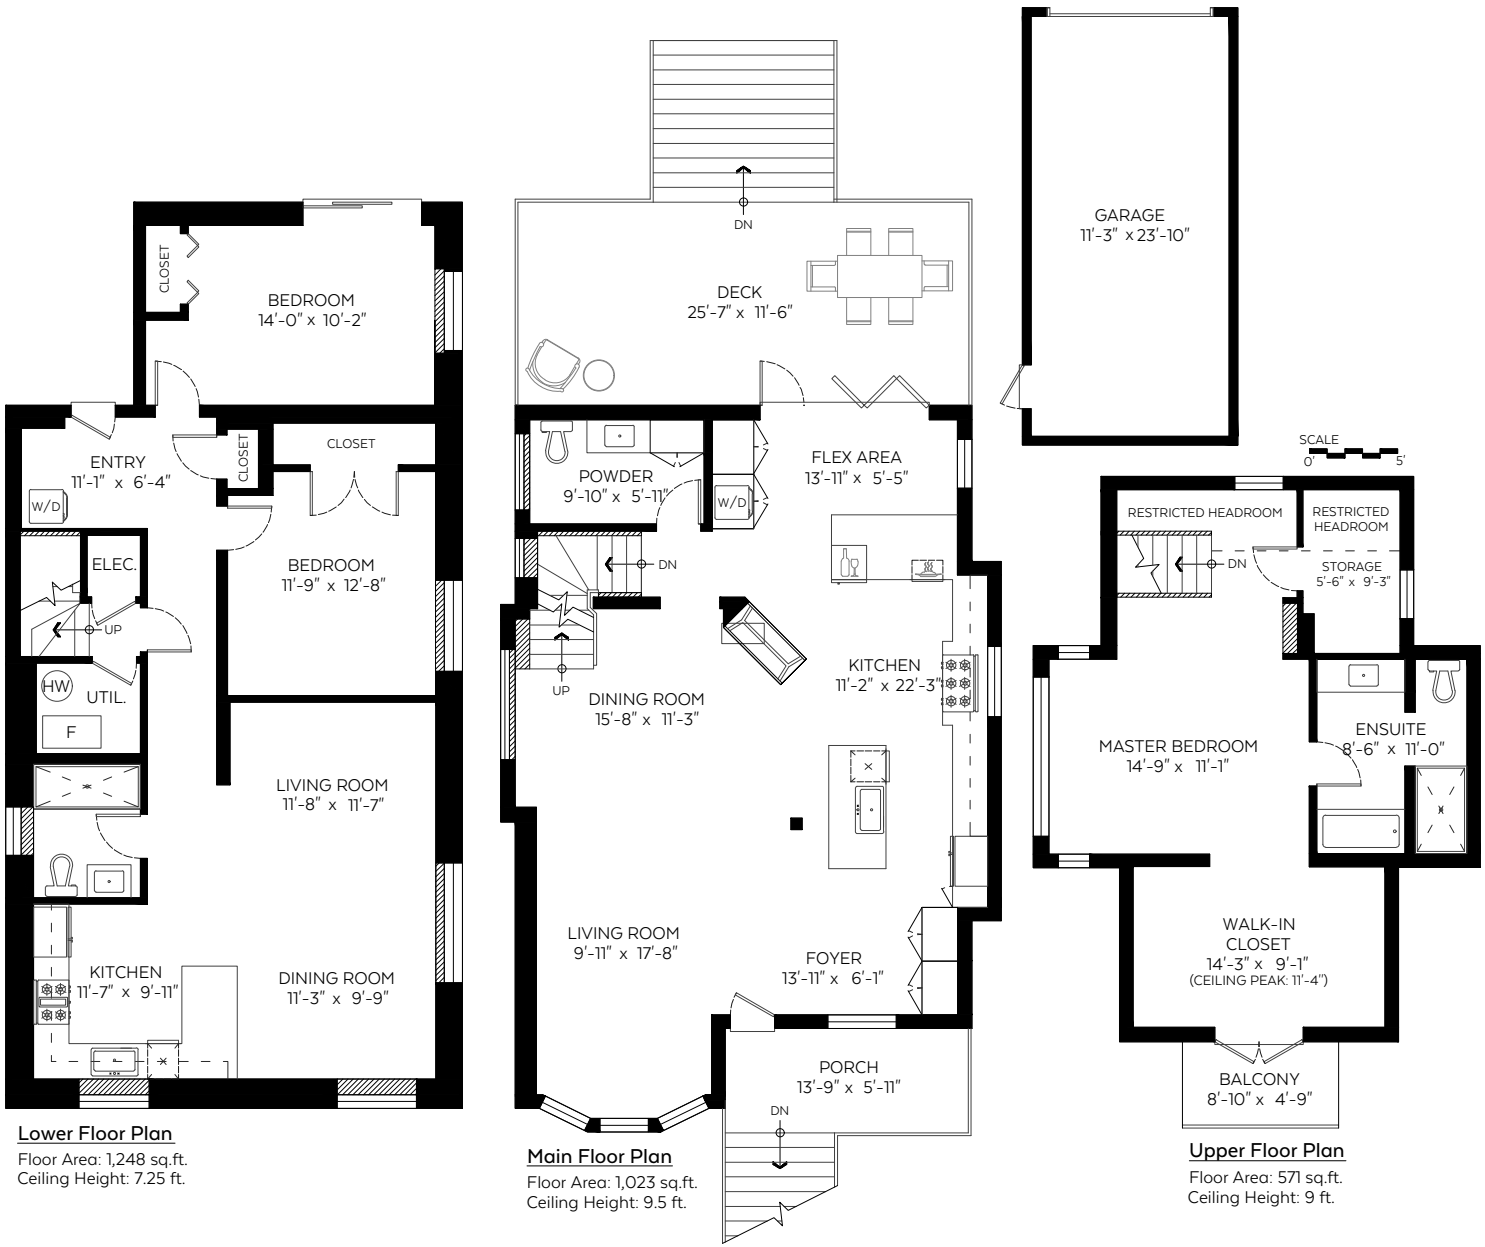 CLOSET
BEDROOM
14'-0" x 10'-2"
ENTRY
11'-1" x 6'-4"
W/D
CLOSET
CLOSET
ELEC.
BEDROOM
11'-9" x 12'-8"
UP
HW
UTIL.
F
LIVING ROOM
11'-8" x 11'-7"
KITCHEN
11'-7" x 9'-11"
DINING ROOM
11'-3" x 9'-9"
Lower Floor Plan
Floor Area: 1,248 sq.ft.
Ceiling Height: 7.25 ft.
DN
DECK
25'-7" x 11'-6"
POWDER
9'-10" x 5'-11"
W/D
FLEX AREA
13'-11" x 5'-5"
DN
UP
DINING ROOM
15'-8" x 11'-3"
KITCHEN
11'-2" x 22'-3"
LIVING ROOM
9'-11" x 17'-8"
FOYER
13'-11" x 6'-1"
PORCH
13'-9" x 5'-11"
DN
Main Floor Plan
Floor Area: 1,023 sq.ft.
Ceiling Height: 9.5 ft.
GARAGE
11'-3" x 23'-10"
SCALE
0' 5'
RESTRICTED HEADROOM
RESTRICTED
HEADROOM
DN
STORAGE
5'-6" x 9'-3"
MASTER BEDROOM
14'-9" x 11'-1"
ENSUITE
8'-6" x 11'-0"
WALK-IN
CLOSET
14'-3" x 9'-1"
(CEILING PEAK: 11'-4")
BALCONY
8'-10" x 4'-9"
Upper Floor Plan
Floor Area: 571 sq.ft.
Ceiling Height: 9 ft.